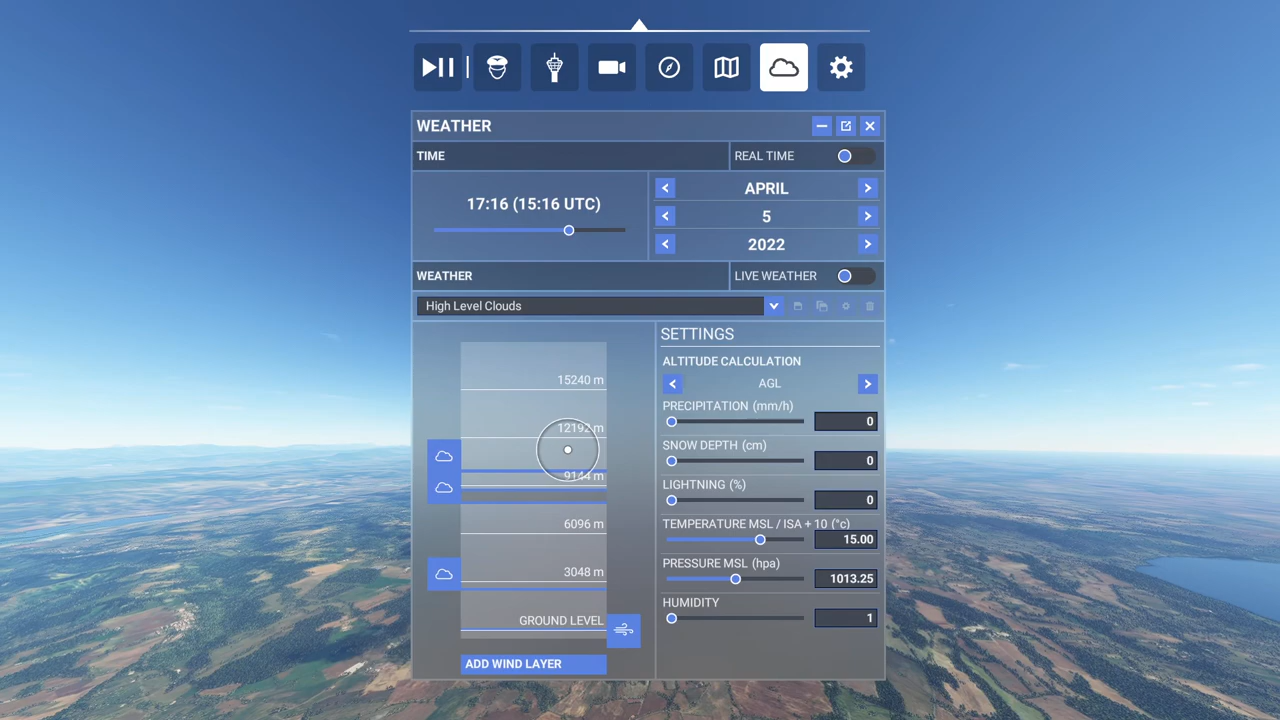 WEATHER
TIME
REAL TIME
17:16 (15:16 UTC)
APRIL
5
2022
WEATHER
LIVE WEATHER
High Level Clouds
15240 m
12192 m
9144 m
6096 m
3048 m
GROUND LEVEL
ADD WIND LAYER
SETTINGS
ALTITUDE CALCULATION
AGL
PRECIPITATION (mm/h)
0
SNOW DEPTH (cm)
0
LIGHTNING (%)
0
TEMPERATURE MSL / ISA + 10 (°c)
15.00
PRESSURE MSL (hpa)
1013.25
HUMIDITY
1